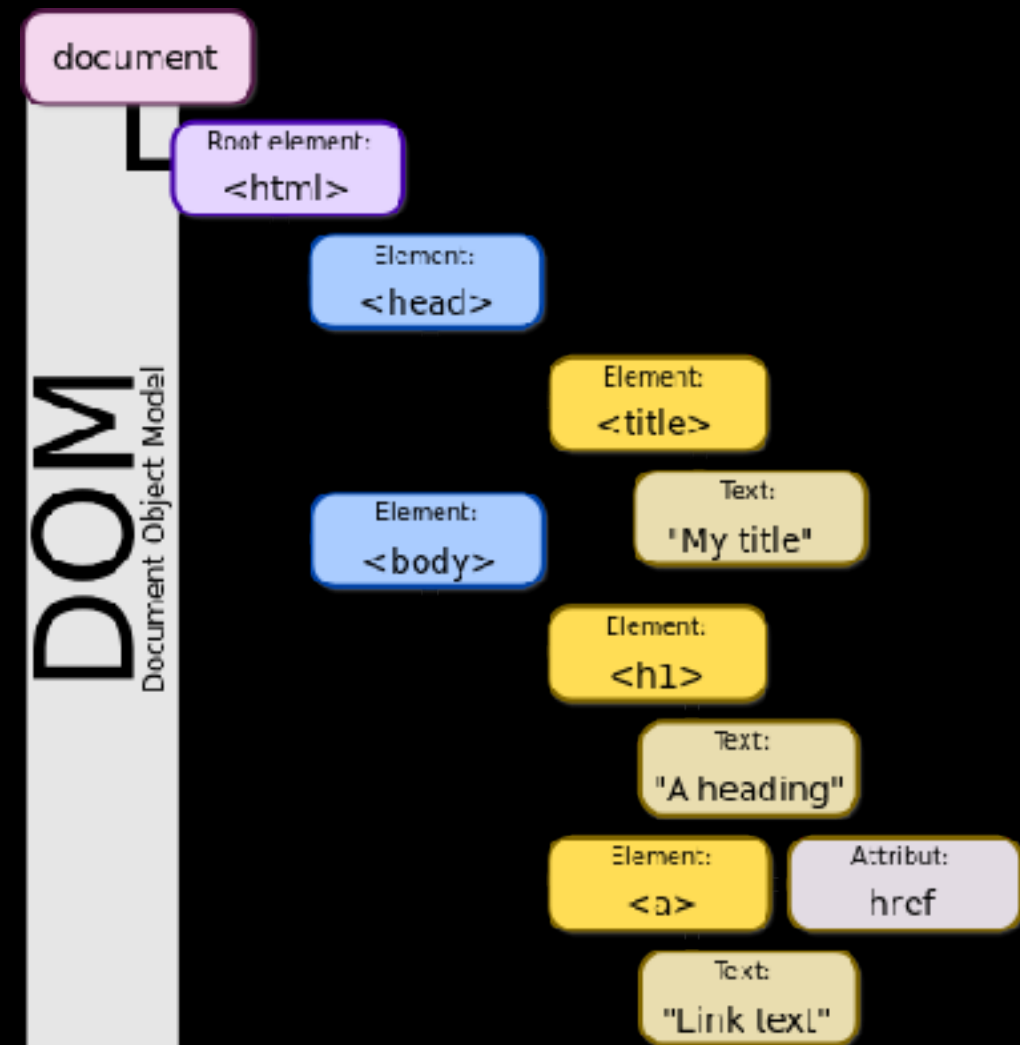 document
Root element:
<html>
Element:
<head>
Element:
<title>
Text:
"My title"
Element:
<body>
Element:
<h1>
Text:
"A heading"
Element:
<a>
Attribut:
href
Text:
"Link text"
DOM
Document Object Model